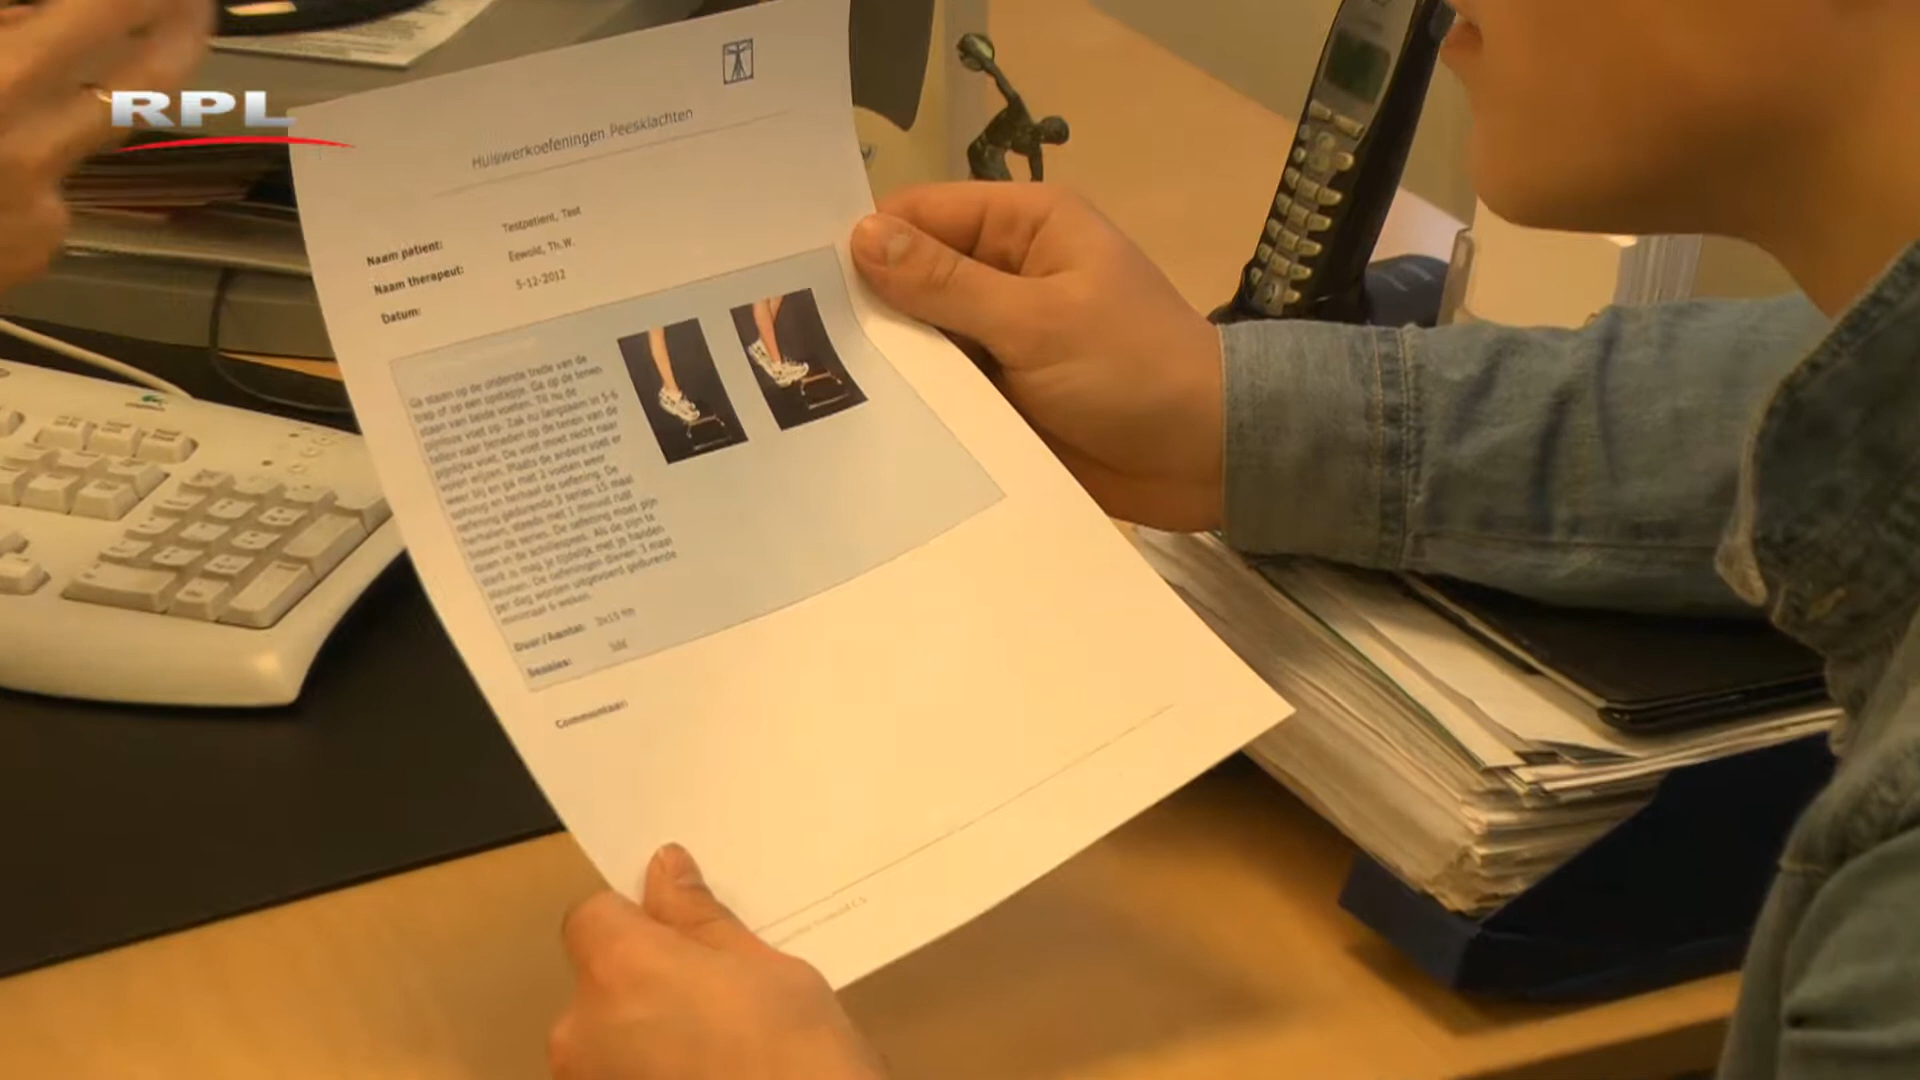 RPL
Huiswerkoefeningen Peesklachten
Naam patient: Testpatient, Test
Naam therapeut: Eewold, Th.W.
Datum: 5-12-2012
Ga staan op de onderste trede van de
trap of op een opstapje. Ga op de tenen
staan van beide voeten. Til nu de
pijnloze voet op. Zak nu langzaam in 5-6
tellen naar beneden op de tenen van de
pijnlijke voet. De voet moet recht naar
voren wijzen. Plaats de andere voet er
weer bij en ga met 2 voeten weer
omhoog en herhaal de oefening. De
oefening gedurende 3 series 15 maal
herhalen, steeds met 1 minuut rust
tussen de series. De oefening moet pijn
doen in de achillespees. Als de pijn te
sterk is mag je tijdelijk met je handen
steunen. De oefeningen dienen 3 maal
per dag worden uitgevoerd gedurende
minimaal 6 weken.
Duur/Aantal: 3x15
Sessies:
Commentaar: